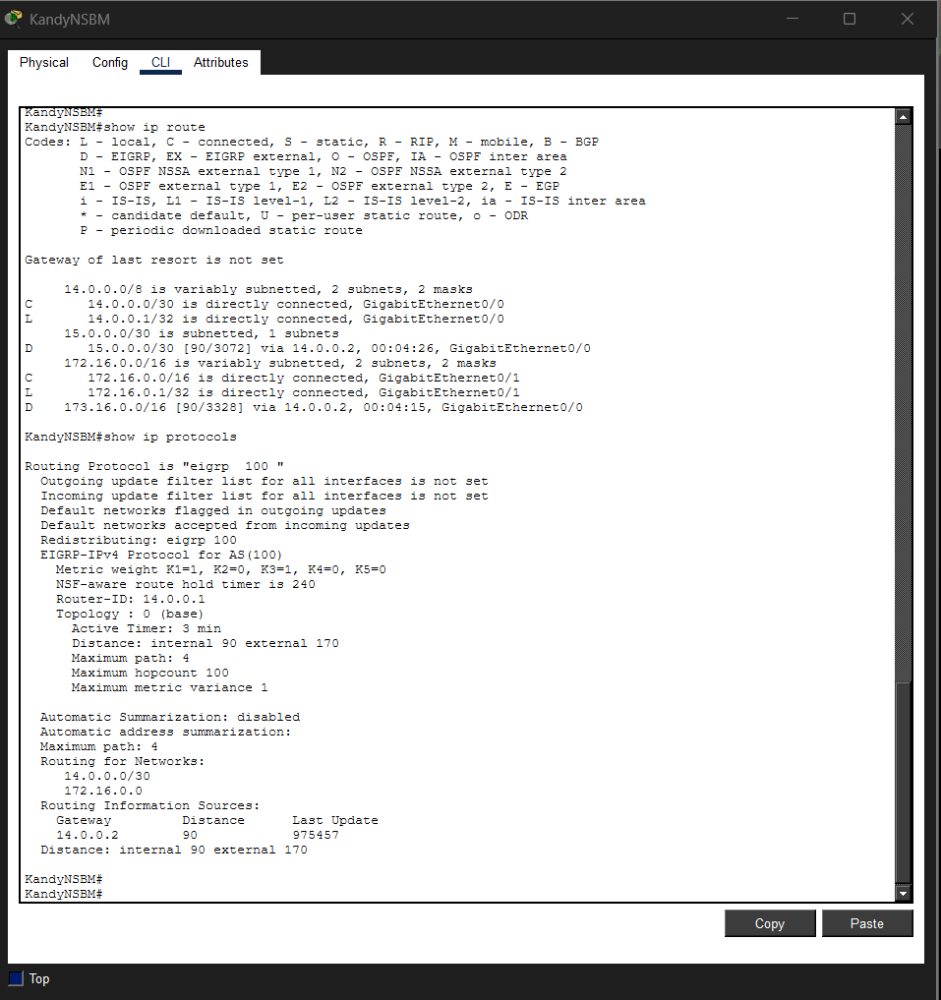 KandyNSBM
Physical Config CLI Attributes
KandyNSBM#
KandyNSBM#show ip route
Codes: L - local, C - connected, S - static, R - RIP, M - mobile, B - BGP
       D - EIGRP, EX - EIGRP external, O - OSPF, IA - OSPF inter area
       N1 - OSPF NSSA external type 1, N2 - OSPF NSSA external type 2
       E1 - OSPF external type 1, E2 - OSPF external type 2, E - EGP
       i - IS-IS, L1 - IS-IS level-1, L2 - IS-IS level-2, ia - IS-IS inter area
       * - candidate default, U - per-user static route, o - ODR
       P - periodic downloaded static route
Gateway of last resort is not set
     14.0.0.0/8 is variably subnetted, 2 subnets, 2 masks
C       14.0.0.0/30 is directly connected, GigabitEthernet0/0
L       14.0.0.1/32 is directly connected, GigabitEthernet0/0
     15.0.0.0/30 is subnetted, 1 subnets
D       15.0.0.0/30 [90/3072] via 14.0.0.2, 00:04:26, GigabitEthernet0/0
     172.16.0.0/16 is variably subnetted, 2 subnets, 2 masks
C       172.16.0.0/16 is directly connected, GigabitEthernet0/1
L       172.16.0.1/32 is directly connected, GigabitEthernet0/1
D    173.16.0.0/16 [90/3328] via 14.0.0.2, 00:04:15, GigabitEthernet0/0
KandyNSBM#show ip protocols
Routing Protocol is "eigrp  100 "
  Outgoing update filter list for all interfaces is not set
  Incoming update filter list for all interfaces is not set
  Default networks flagged in outgoing updates
  Default networks accepted from incoming updates
  Redistributing: eigrp 100
  EIGRP-IPv4 Protocol for AS(100)
    Metric weight K1=1, K2=0, K3=1, K4=0, K5=0
    NSF-aware route hold timer is 240
    Router-ID: 14.0.0.1
    Topology : 0 (base)
      Active Timer: 3 min
      Distance: internal 90 external 170
      Maximum path: 4
      Maximum hopcount 100
      Maximum metric variance 1
  Automatic Summarization: disabled
  Automatic address summarization:
  Maximum path: 4
  Routing for Networks:
     14.0.0.0/30
     172.16.0.0
  Routing Information Sources:
    Gateway         Distance      Last Update
    14.0.0.2        90            975457
  Distance: internal 90 external 170
KandyNSBM#
KandyNSBM#
Copy Paste
Top